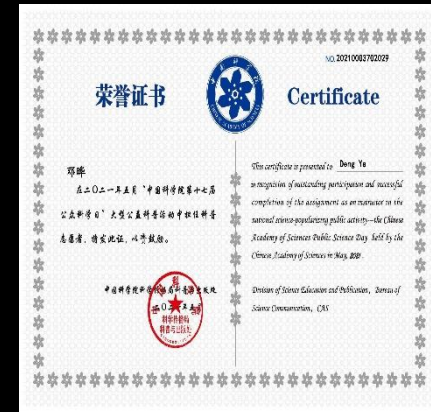 NO. 20210003702029
荣誉证书
Certificate
邓晔
在二〇二一年五月“中国科学院第十七届
公众科学日”大型公益科普活动中担任科普
志愿者，特发此证，以资鼓励。
This certificate is presented to Deng Ye
in recognition of outstanding participation and successful
completion of the assignment as an instructor in the
national science-popularizing public activity—the Chinese
Academy of Sciences Public Science Day held by the
Chinese Academy of Sciences in May,
Division of Science Education and Publication, Bureau of
Science Communication, CAS